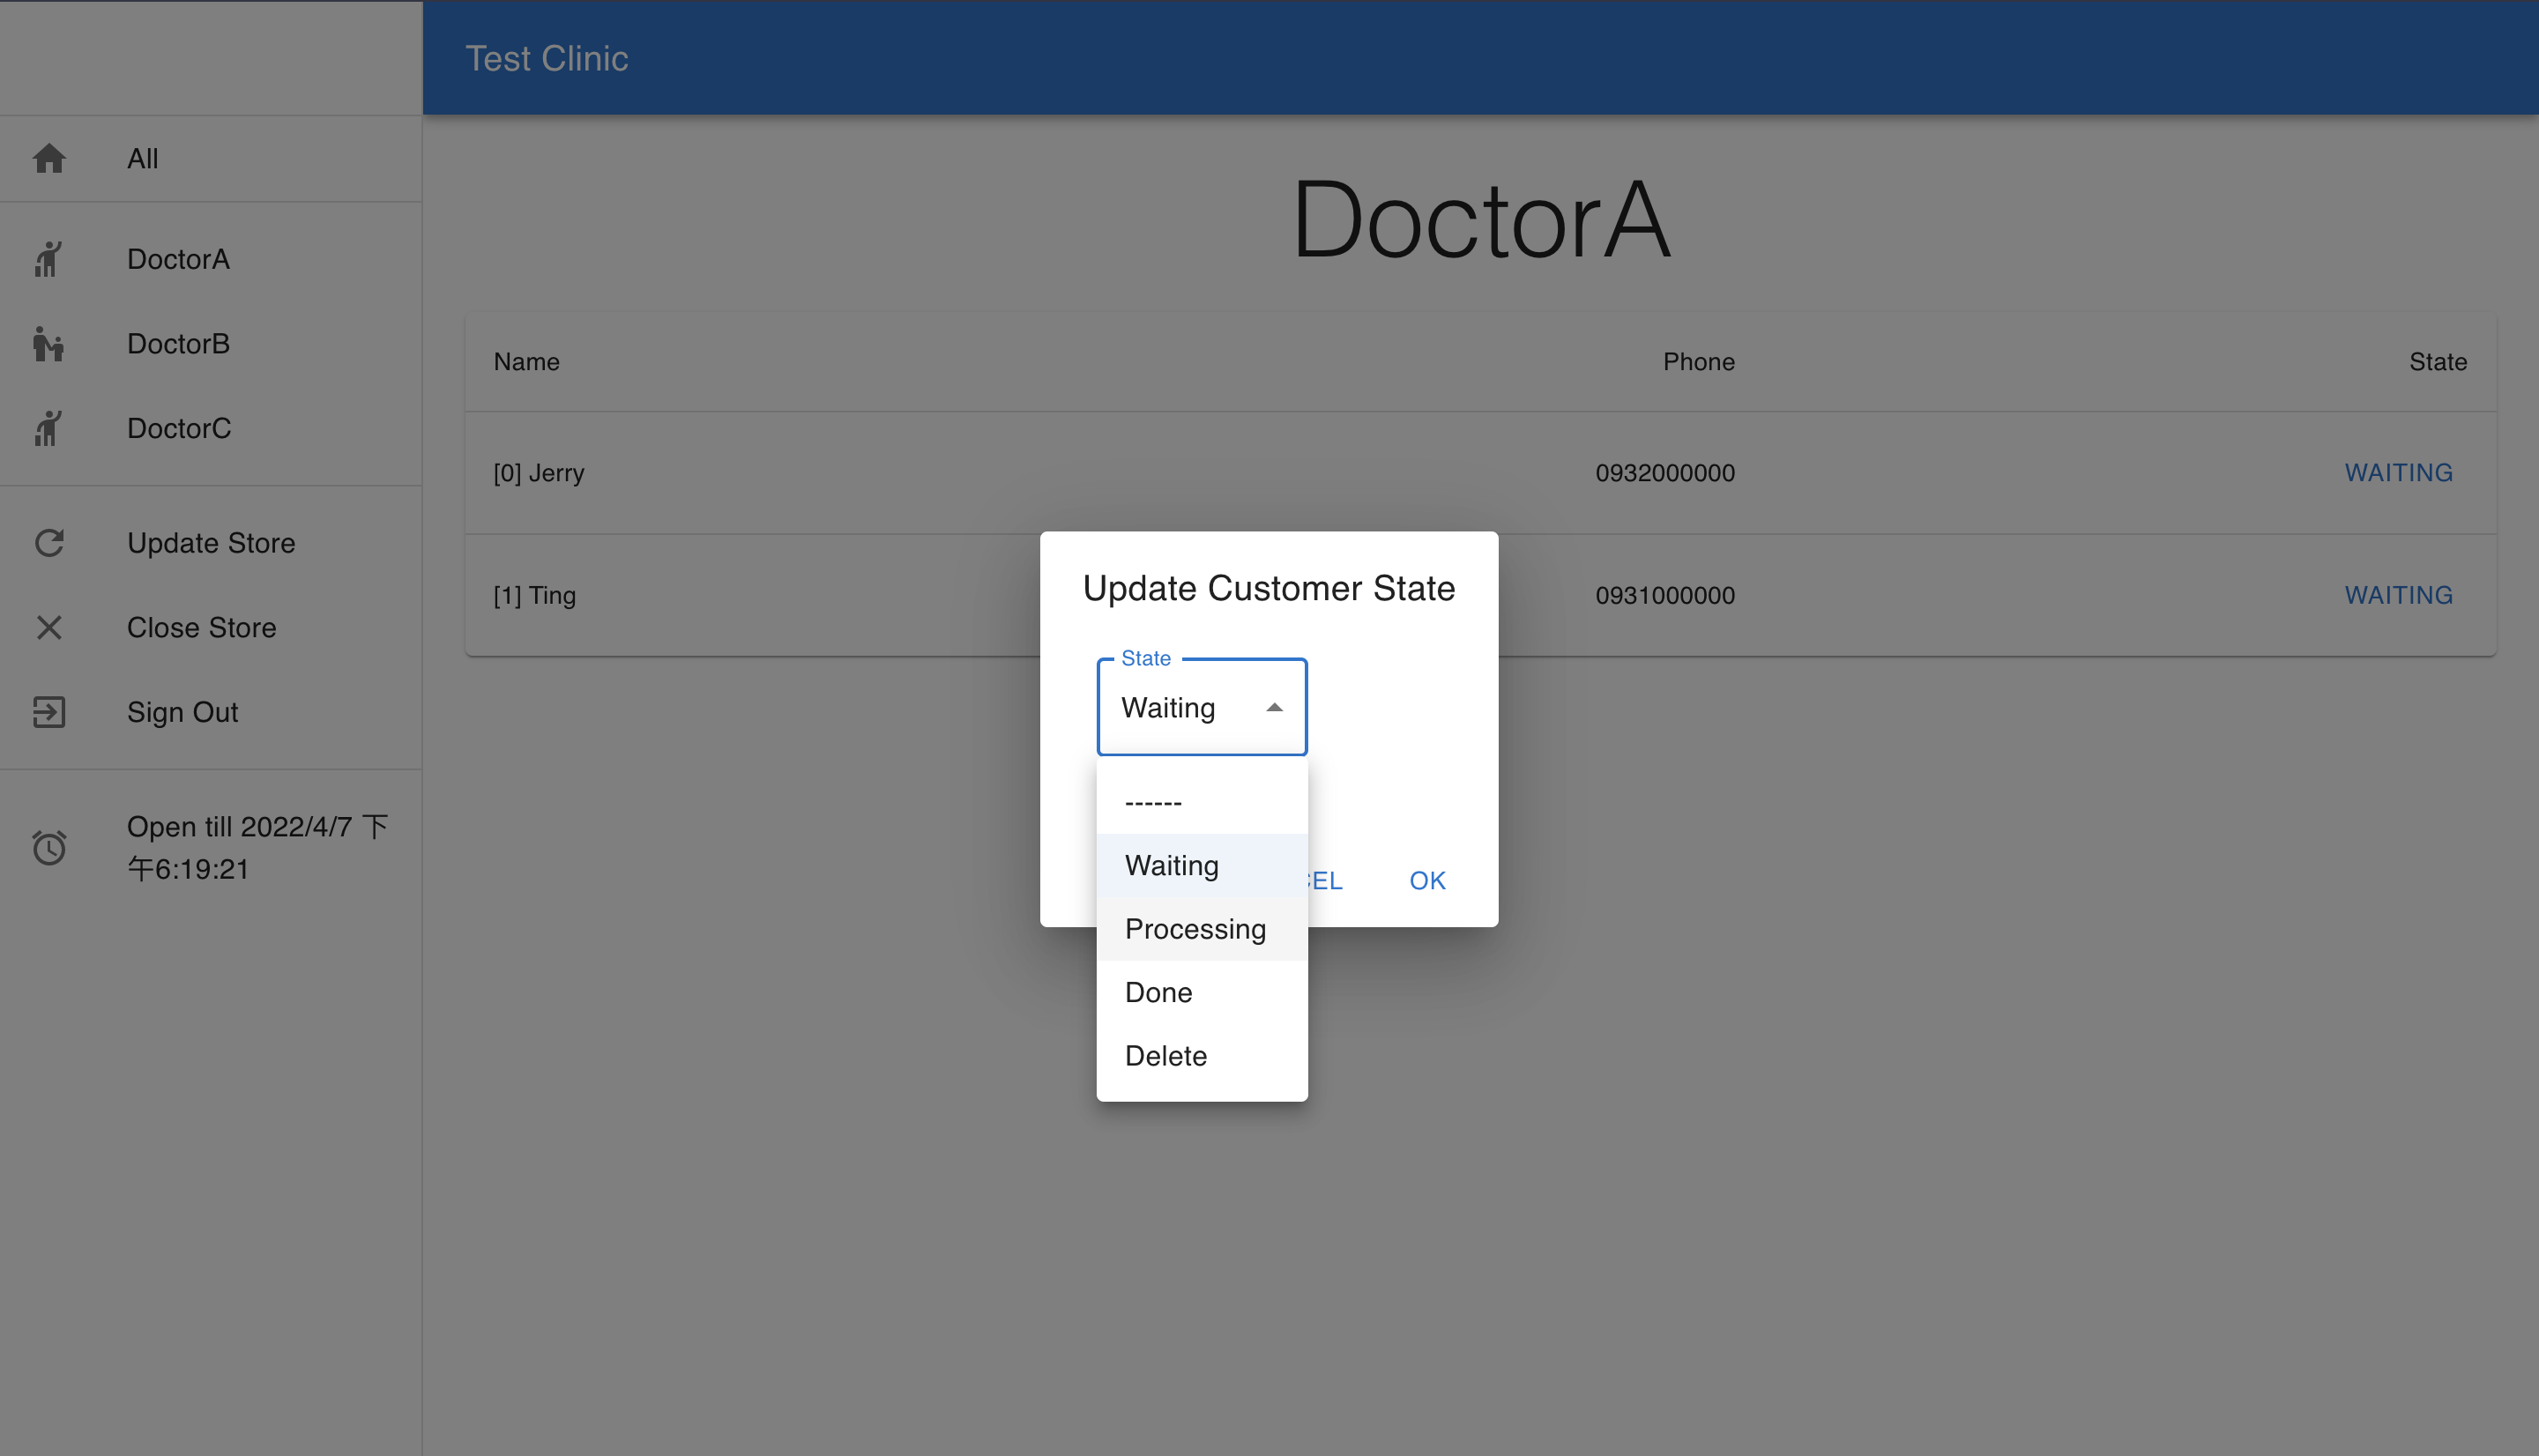 Test Clinic
All
DoctorA
DoctorB
DoctorC
Update Store
Close Store
Sign Out
Open till 2022/4/7 下
午6:19:21
DoctorA
Name Phone State
[0] Jerry 0932000000 WAITING
[1] Ting 0931000000 WAITING
Update Customer State
State
Waiting
------
Waiting
Processing
Done
Delete
EL OK